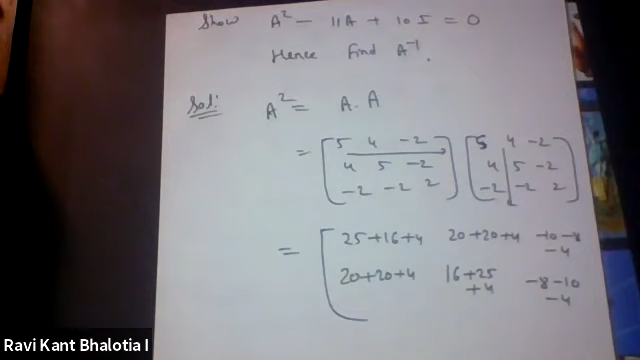 Show A² - 11A + 10I = 0
Hence Find A⁻¹.
Sol:
A² = A. A
= [5 4 -2] [5 4 -2]
[4 5 -2] [4 5 -2]
[-2 -2 2] [-2 -2 2]
= [25+16+4 20+20+4 -10-8-4
20+20+4 16+25+4 -8-10-4
Ravi Kant Bhalotia I